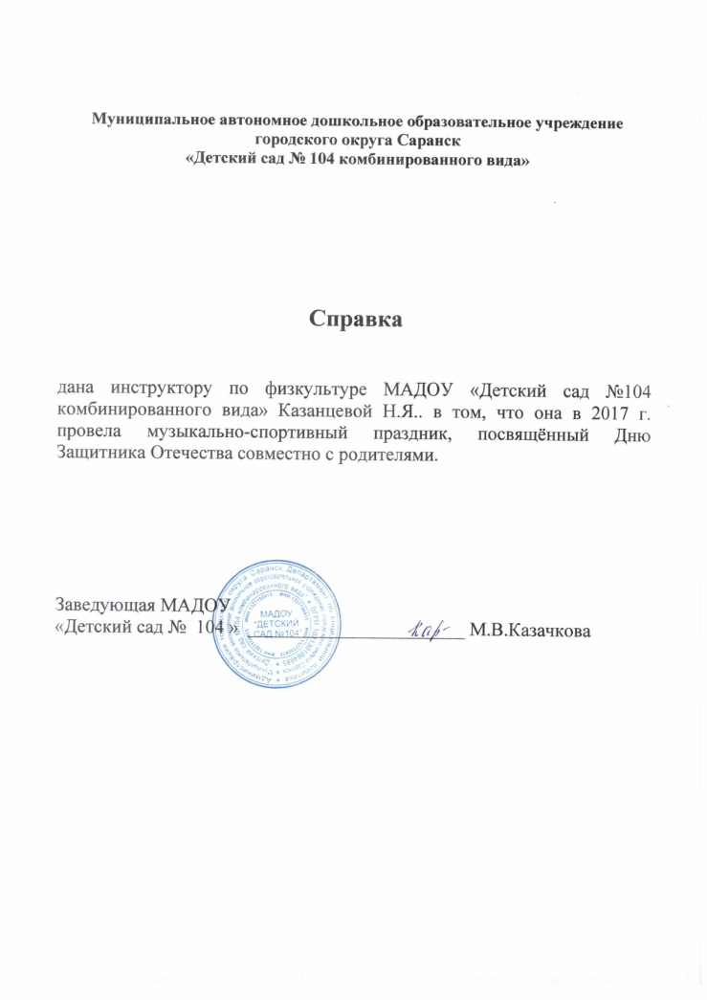 Муниципальное автономное дошкольное образовательное учреждение
городского округа Саранск
«Детский сад № 104 комбинированного вида»
Справка
дана инструктору по физкультуре МАДОУ «Детский сад №104
комбинированного вида» Казанцевой Н.Я.. в том, что она в 2017 г.
провела музыкально-спортивный праздник, посвящённый Дню
Защитника Отечества совместно с родителями.
Заведующая МАДОУ
«Детский сад № 104 » М.В.Казачкова
МАДОУ
"ДЕТСКИЙ
САД №104"